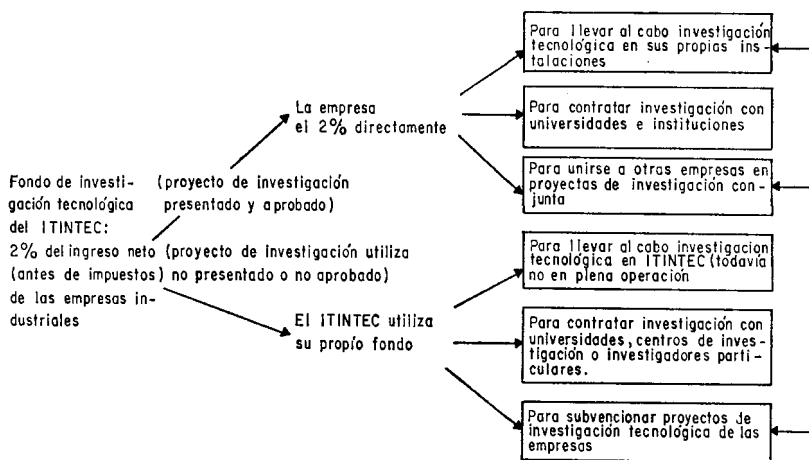 Fondo de investi-
gación tecnológica
del ITINTEC:
2% del ingreso neto
(antes de impuestos)
de las empresas in-
dustriales
(proyecto de investigación
presentado y aprobado)
(proyecto de investigación utiliza
no presentado o no aprobado)
La empresa
el 2% directamente
El ITINTEC utiliza
su propio fondo
Para llevar al cabo investigación
tecnológica en sus propias ins-
talaciones
Para contratar investigación con
universidades e instituciones
Para unirse a otras empresas en
proyectas de investigación con-
junta
Para llevar al cabo investigacion
tecnológica en ITINTEC (todavía
no en plena operación
Para contratar investigación con
universidades, centros de inves-
tigación o investigadores parti-
culares.
Para subvencionar proyectos de
investigación tecnológica de las
empresas